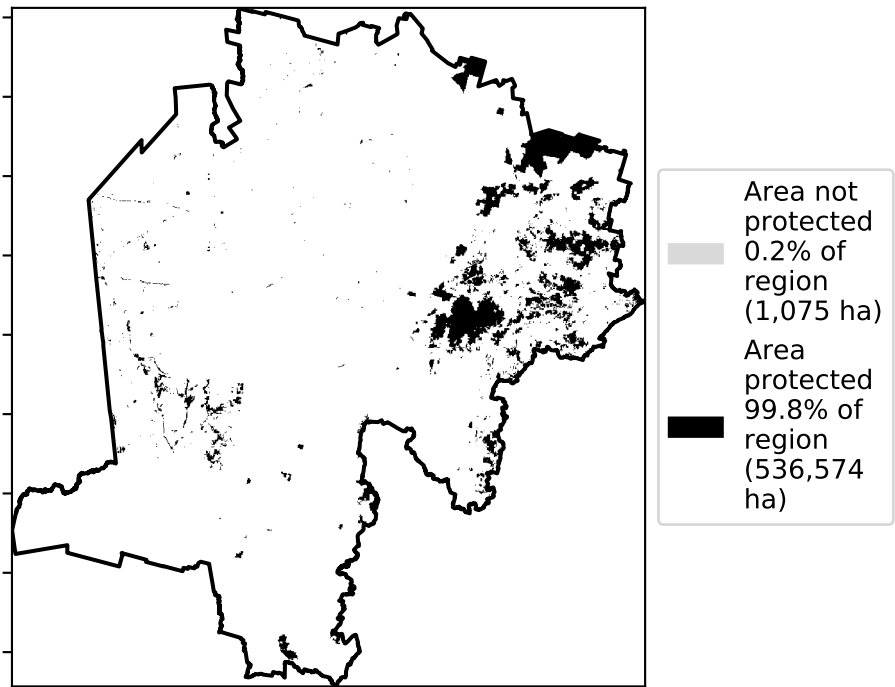 Area not
protected
0.2% of
region
(1,075 ha)
Area
protected
99.8% of
region
(536,574
ha)